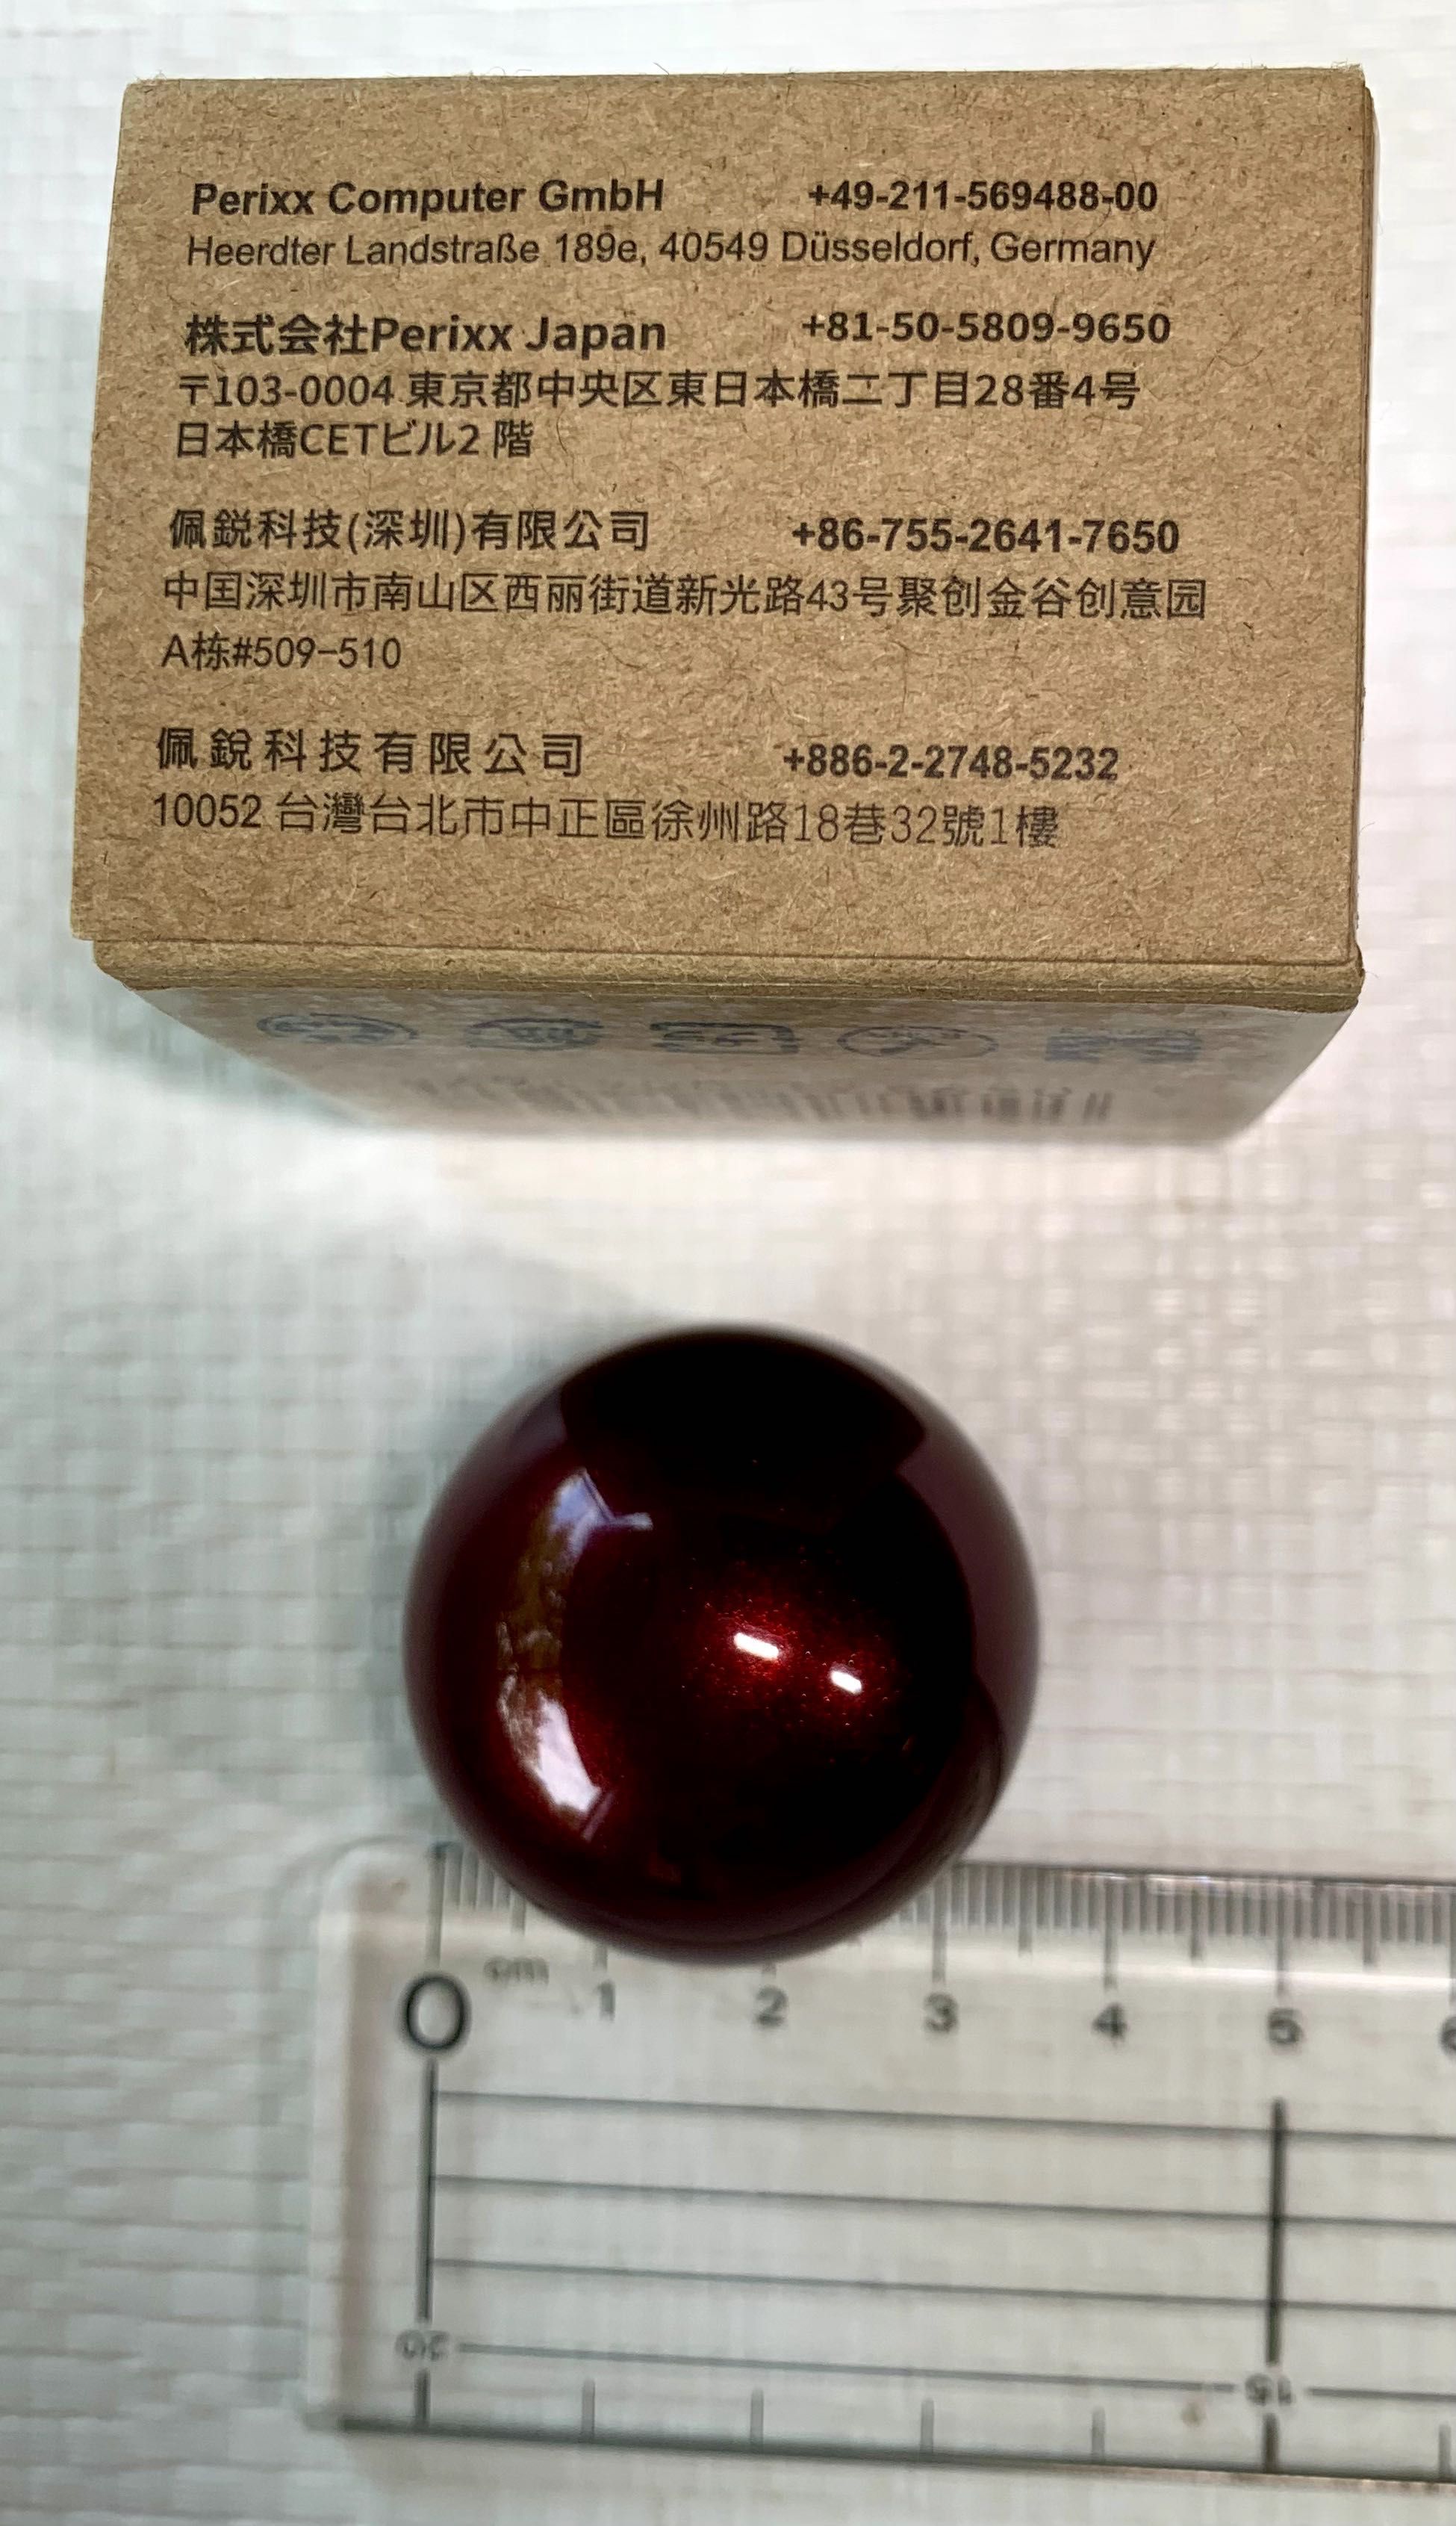 Perixx Computer GmbH +49-211-569488-00
Heerdter Landstraße 189e, 40549 Düsseldorf, Germany
株式会社Perixx Japan +81-50-5809-9650
〒103-0004 東京都中央区東日本橋二丁目28番4号
日本橋CETビル2 階
佩鋭科技(深圳)有限公司 +86-755-2641-7650
中国深圳市南山区西丽街道新光路43号聚创金谷创意园
A栋#509-510
佩銳科技有限公司 +886-2-2748-5232
10052 台灣台北市中正區徐州路18巷32號1樓
0 cm 1 2 3 4 5 6
20 15